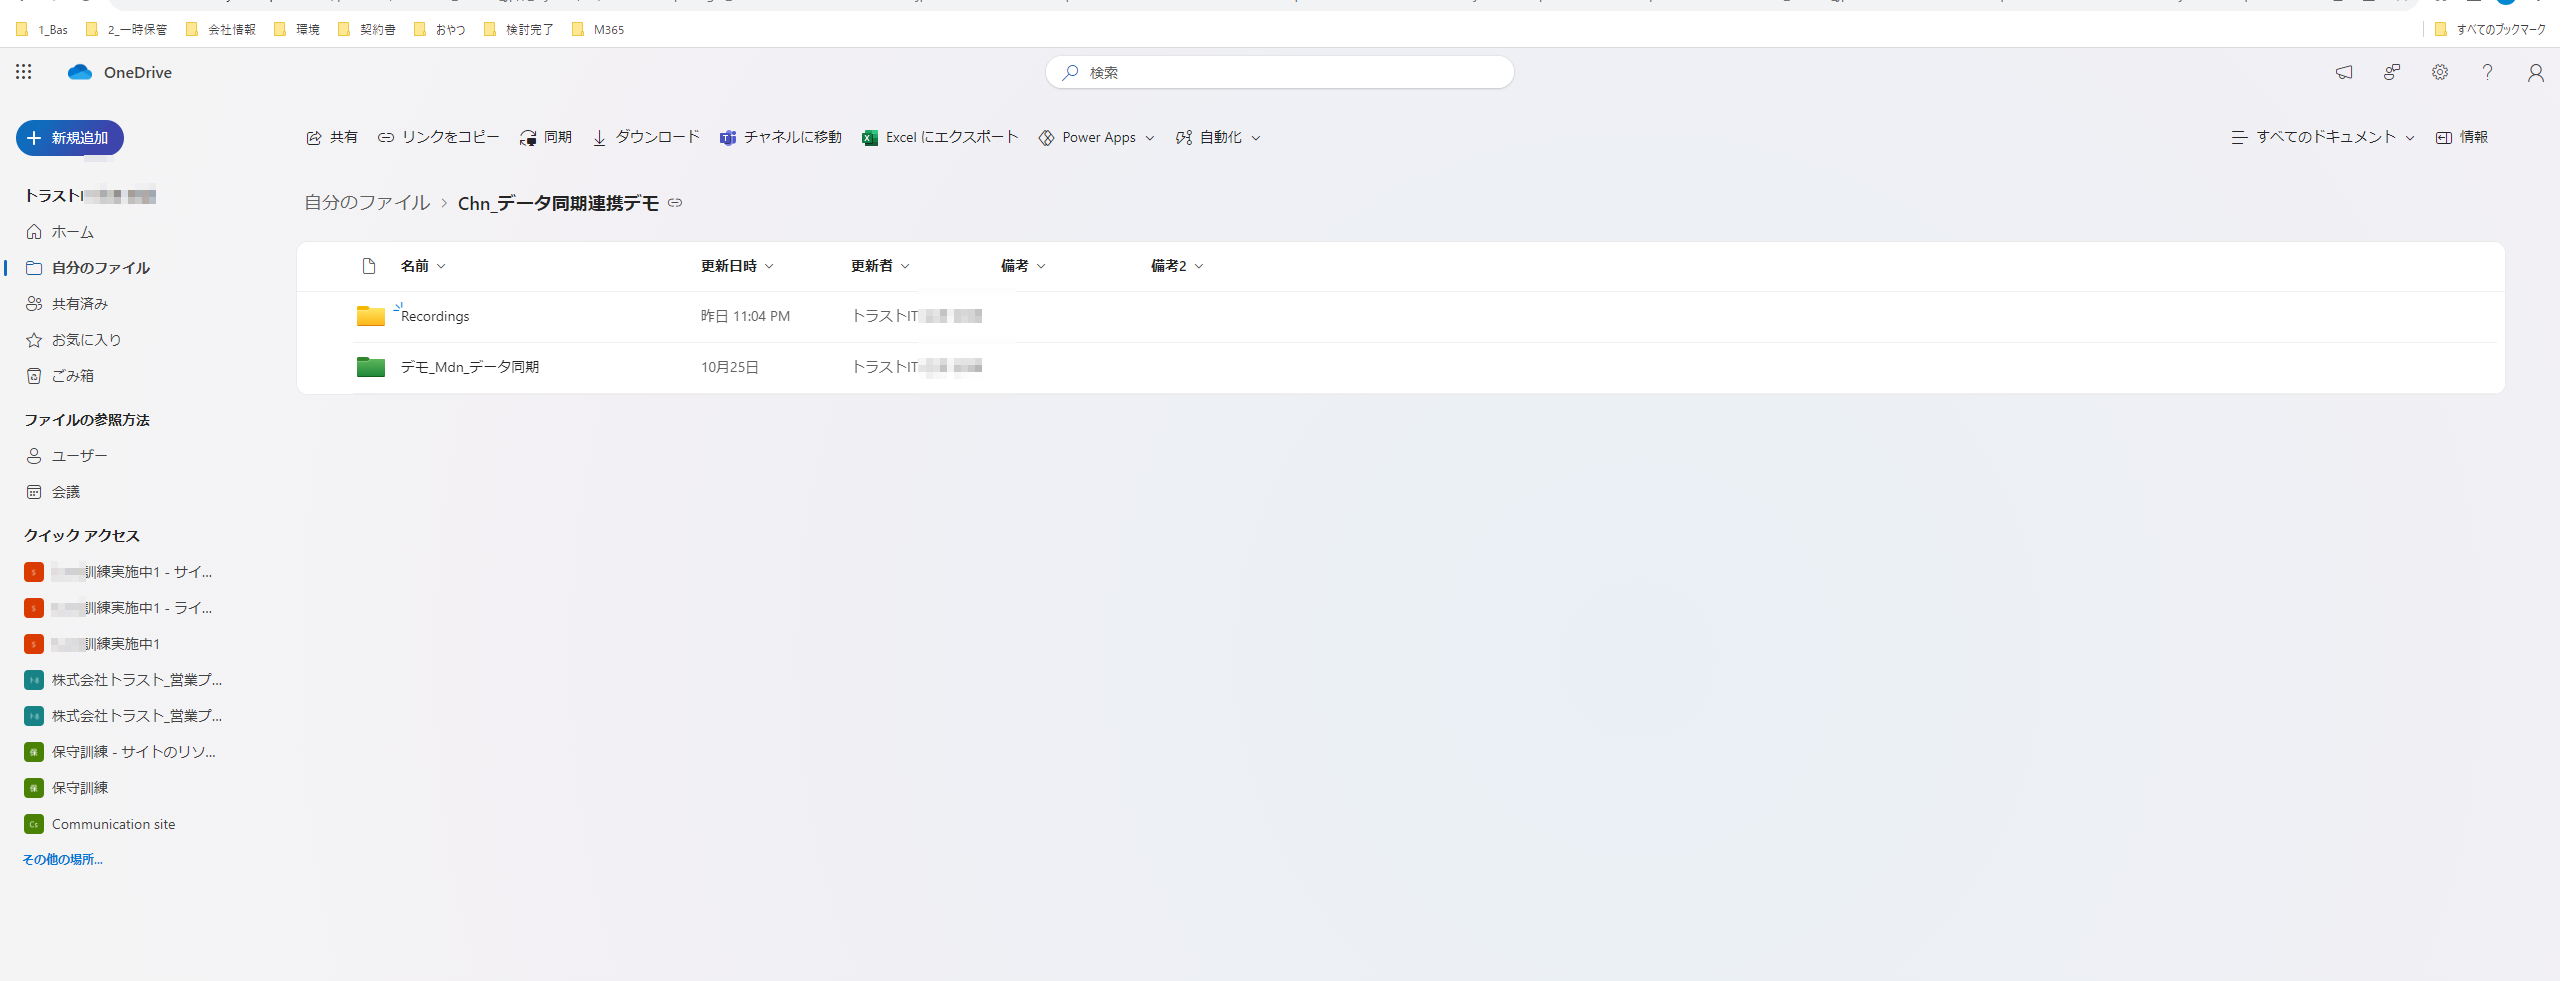 1_Bas 2_一時保管 会社情報 環境 契約書 おやつ 検討完了 M365 すべてのブックマーク
OneDrive 検索
新規追加 共有 リンクをコピー 同期 ダウンロード チャネルに移動 Excel にエクスポート Power Apps 自動化 すべてのドキュメント 情報
トラスト
ホーム
自分のファイル
共有済み
お気に入り
ごみ箱
ファイルの参照方法
ユーザー
会議
クイック アクセス
訓練実施中1 - サイ...
訓練実施中1 - ライ...
訓練実施中1
株式会社トラスト_営業プ...
株式会社トラスト_営業プ...
保 保守訓練 - サイトのリソ...
保 保守訓練
Cs Communication site
その他の場所...
自分のファイル > Chn_データ同期連携デモ
名前 更新日時 更新者 備考 備考2
Recordings 昨日 11:04 PM トラストIT
デモ_Mdn_データ同期 10月25日 トラストIT